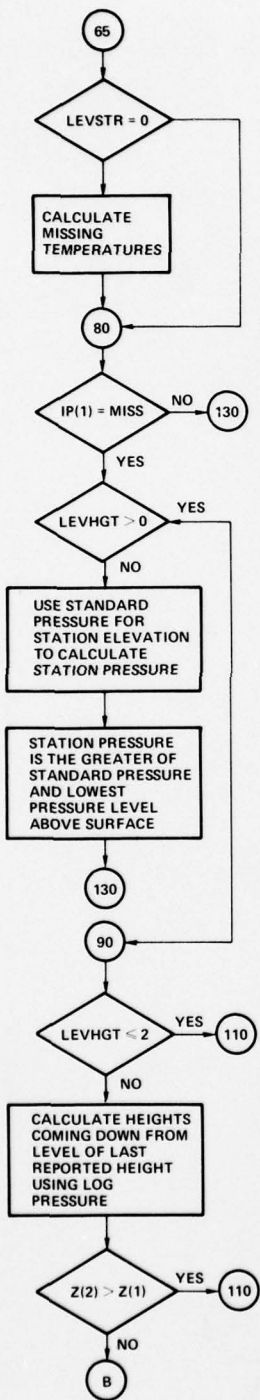 65
LEVSTR = 0
CALCULATE
MISSING
TEMPERATURES
80
IP(1) = MISS
NO
130
YES
LEVHGT > 0
YES
NO
USE STANDARD
PRESSURE FOR
STATION ELEVATION
TO CALCULATE
STATION PRESSURE
STATION PRESSURE
IS THE GREATER OF
STANDARD PRESSURE
AND LOWEST
PRESSURE LEVEL
ABOVE SURFACE
130
90
LEVHGT ≤ 2
YES
110
NO
CALCULATE HEIGHTS
COMING DOWN FROM
LEVEL OF LAST
REPORTED HEIGHT
USING LOG
PRESSURE
Z(2) > Z(1)
YES
110
NO
B